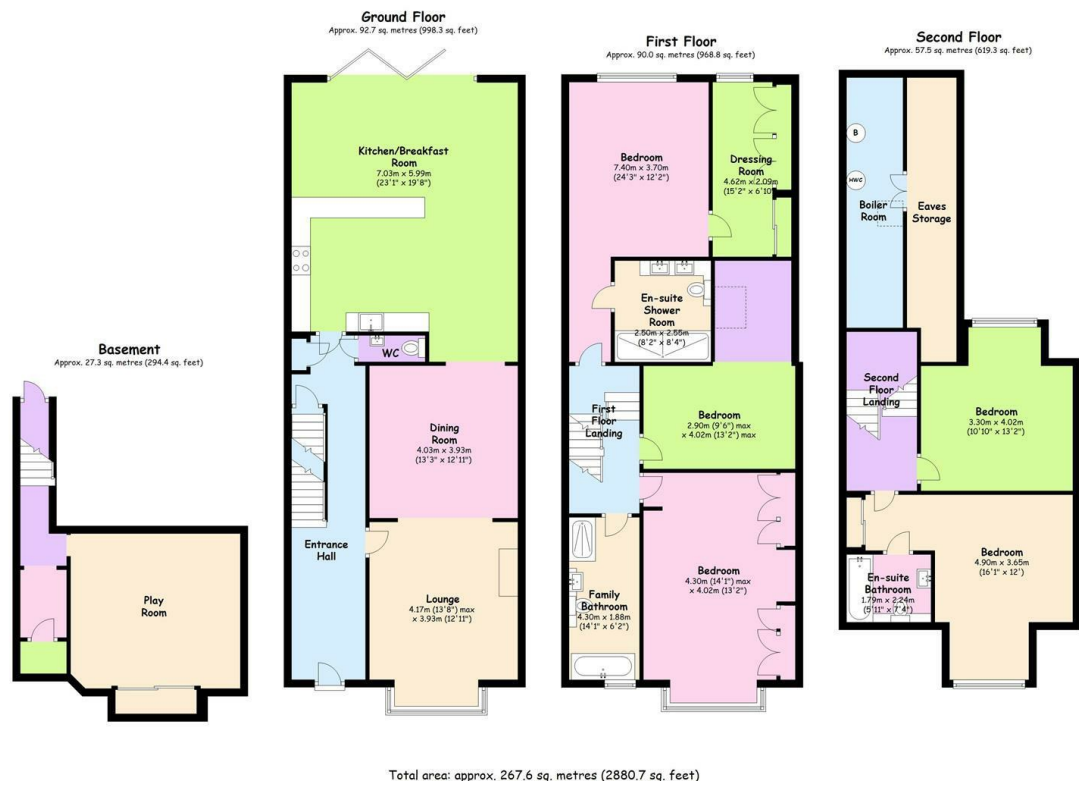 Ground Floor
Approx. 92.7 sq. metres (998.3 sq. feet)
Kitchen/Breakfast
Room
7.03m x 5.99m
(23'1" x 19'8")
WC
Dining
Room
4.03m x 3.93m
(13'3" x 12'11")
Entrance
Hall
Lounge
4.17m (13'8") max
x 3.93m (12'11")
Basement
Approx. 27.3 sq. metres (294.4 sq. feet)
Play
Room
First Floor
Approx. 90.0 sq. metres (968.8 sq. feet)
Bedroom
7.40m x 3.70m
(24'3" x 12'2")
Dressing
Room
4.62m x 2.09m
(15'2" x 6'10")
En-suite
Shower
Room
2.50m x 2.55m
(8'2" x 8'4")
First
Floor
Landing
Bedroom
2.90m (9'6") max
x 4.02m (13'2") max
Bedroom
4.30m (14'1") max
x 4.02m (13'2")
Family
Bathroom
4.30m x 1.88m
(14'1" x 6'2")
Second Floor
Approx. 57.5 sq. metres (619.3 sq. feet)
B
HWC
Boiler
Room
Eaves
Storage
Second
Floor
Landing
Bedroom
3.30m x 4.02m
(10'10" x 13'2")
Bedroom
4.90m x 3.65m
(16'1" x 12')
En-suite
Bathroom
1.79m x 2.24m
(5'11" x 7'4")
Total area: approx. 267.6 sq. metres (2880.7 sq. feet)